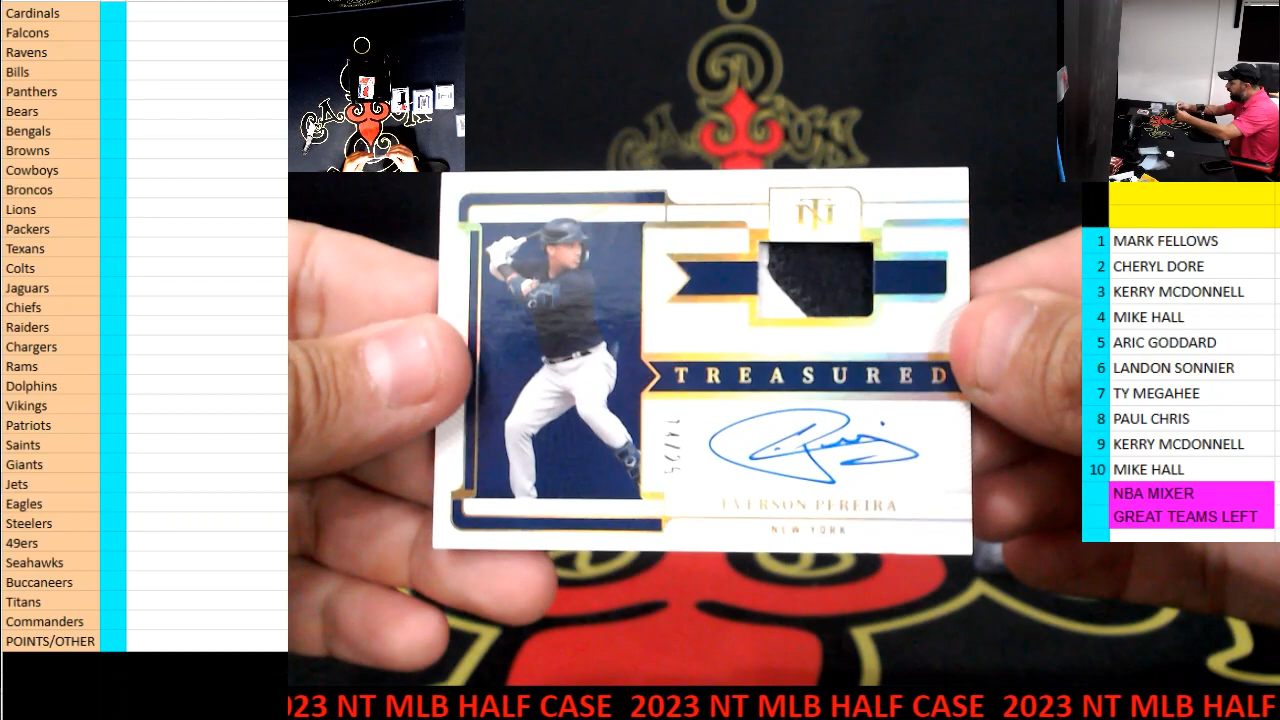 Cardinals
Falcons
Ravens
Bills
Panthers
Bears
Bengals
Browns
Cowboys
Broncos
Lions
Packers
Texans
Colts
Jaguars
Chiefs
Raiders
Chargers
Rams
Dolphins
Vikings
Patriots
Saints
Giants
Jets
Eagles
Steelers
49ers
Seahawks
Buccaneers
Titans
Commanders
POINTS/OTHER
TREASURED
EVERSON PEREIRA
NEW YORK
1 MARK FELLOWS
2 CHERYL DORE
3 KERRY MCDONNELL
4 MIKE HALL
5 ARIC GODDARD
6 LANDON SONNIER
7 TY MEGAHEE
8 PAUL CHRIS
9 KERRY MCDONNELL
10 MIKE HALL
NBA MIXER
GREAT TEAMS LEFT
023 NT MLB HALF CASE 2023 NT MLB HALF CASE 2023 NT MLB HALF